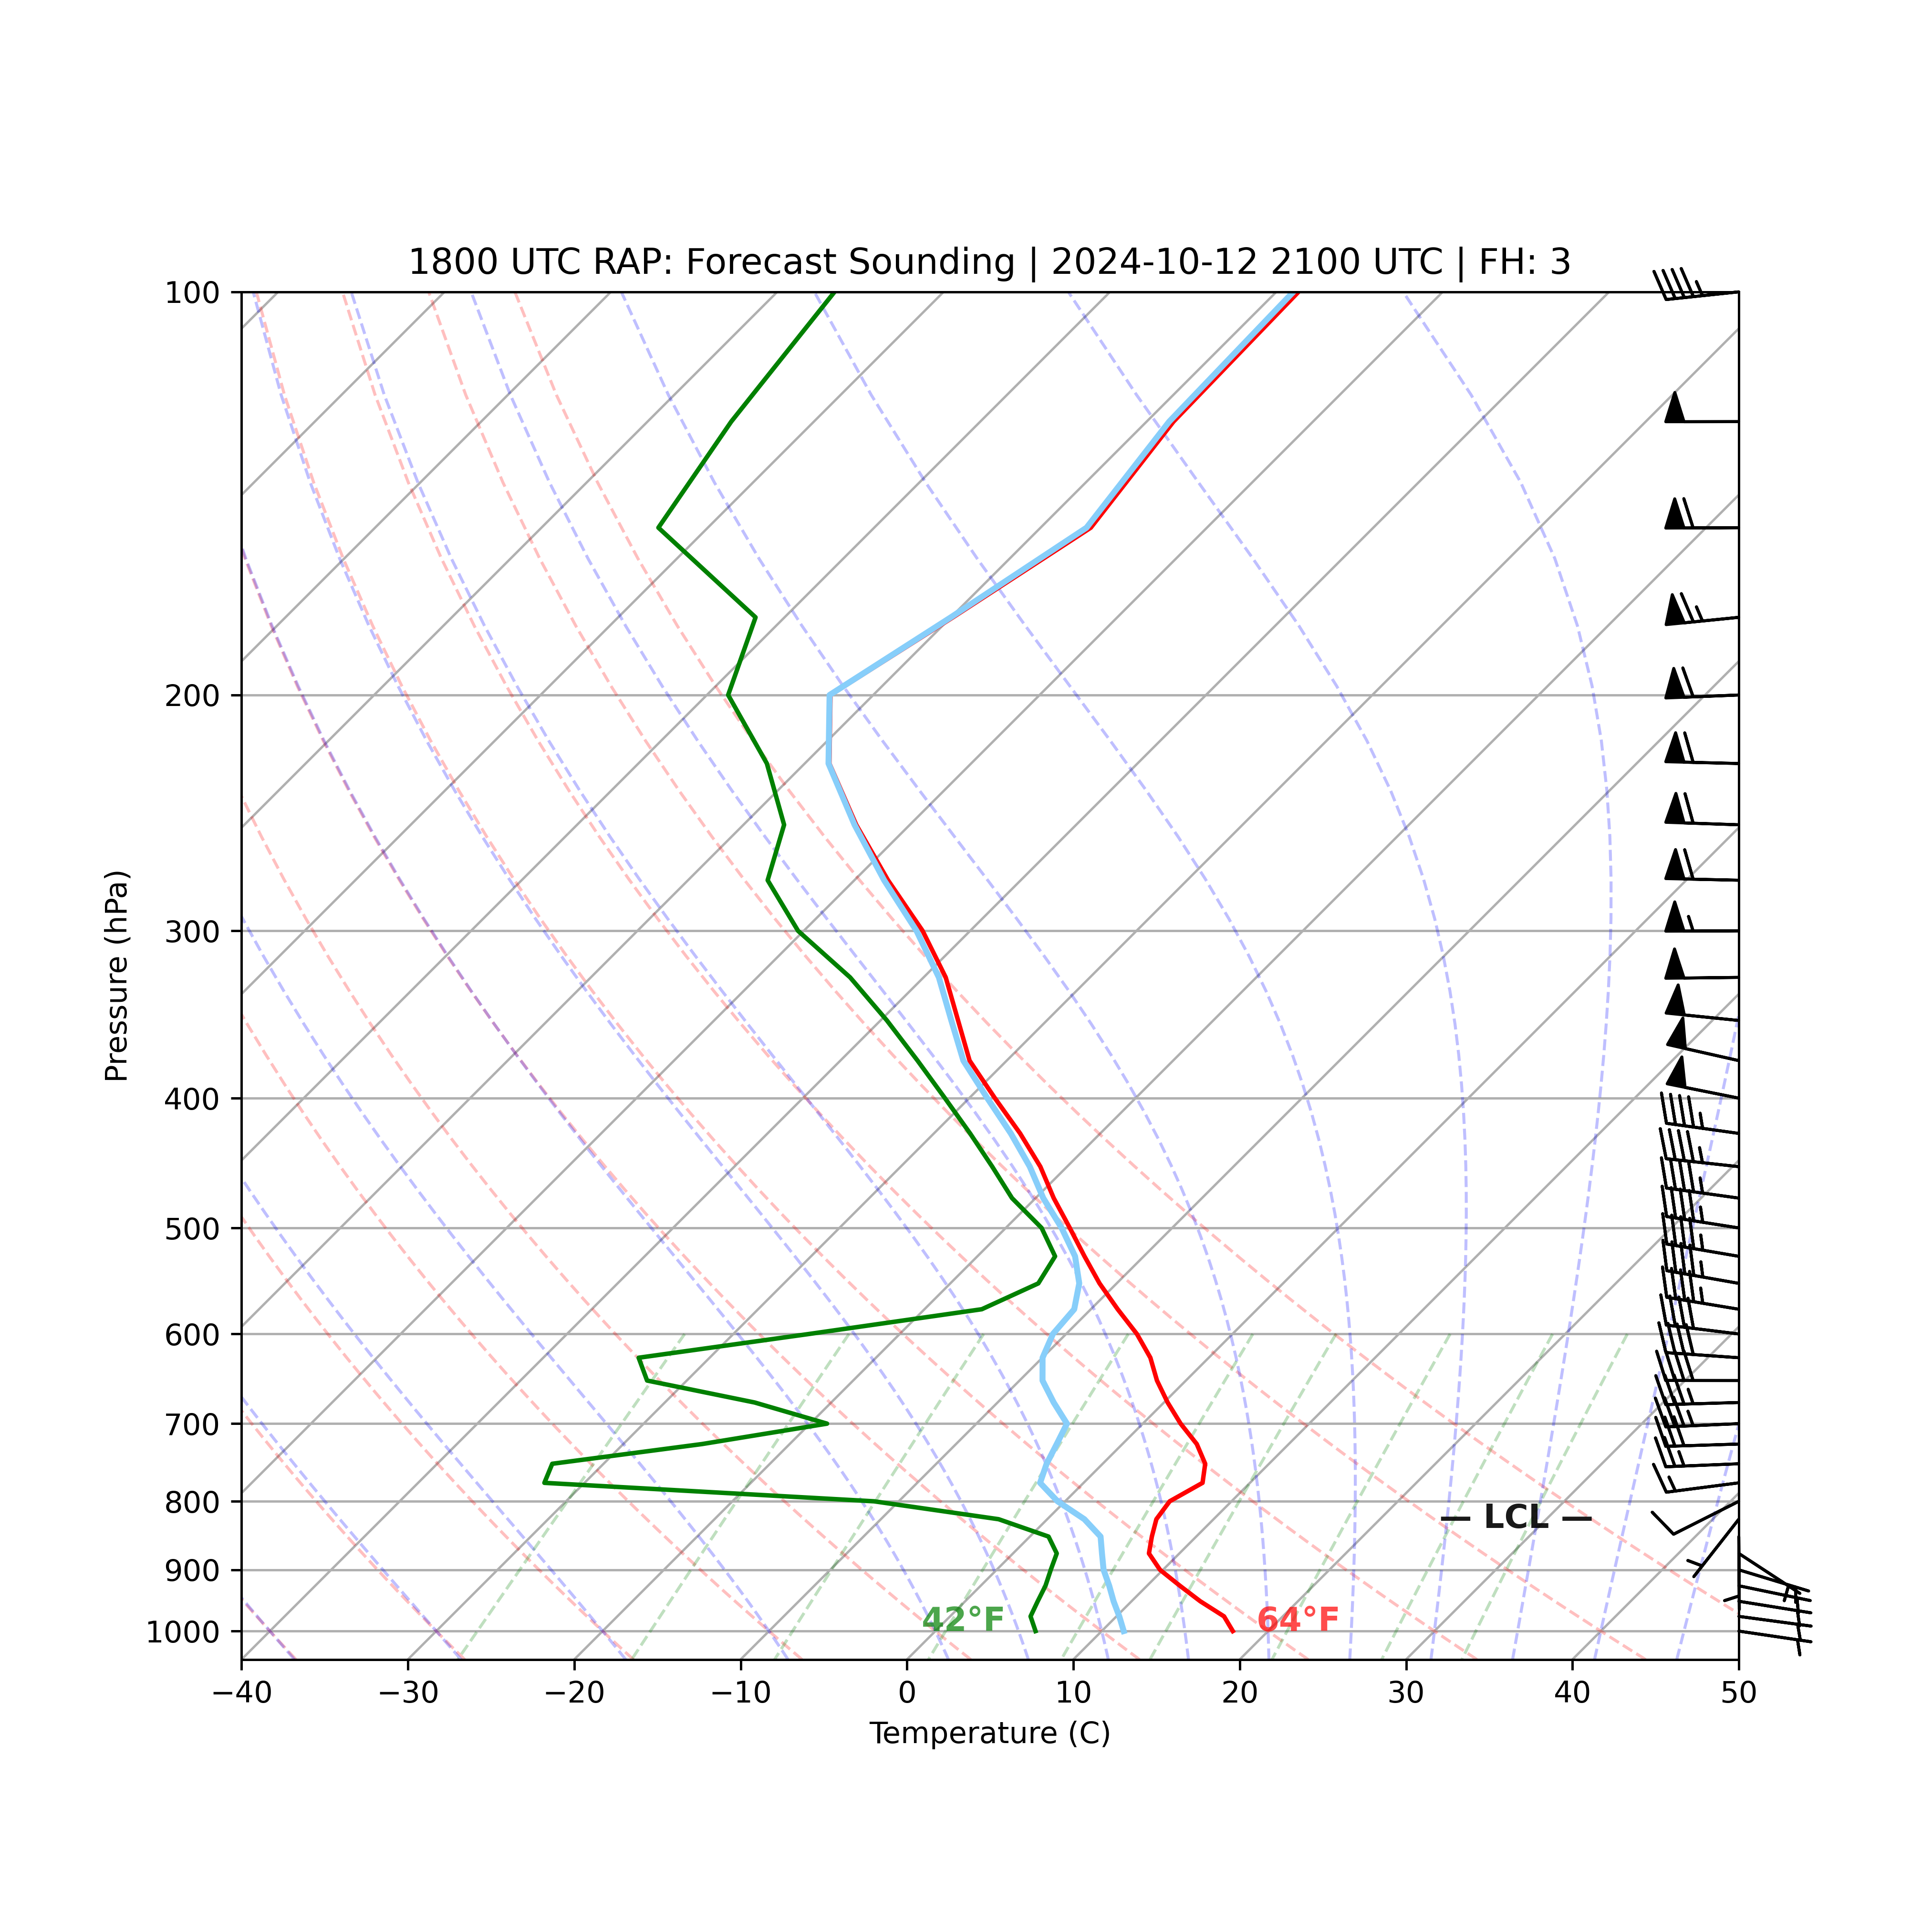 1800 UTC RAP: Forecast Sounding | 2024-10-12 2100 UTC | FH: 3
100
200
300
400
500
600
700
800
900
1000
Pressure (hPa)
— LCL —
42°F
64°F
−40 −30 −20 −10 0 10 20 30 40 50
Temperature (C)